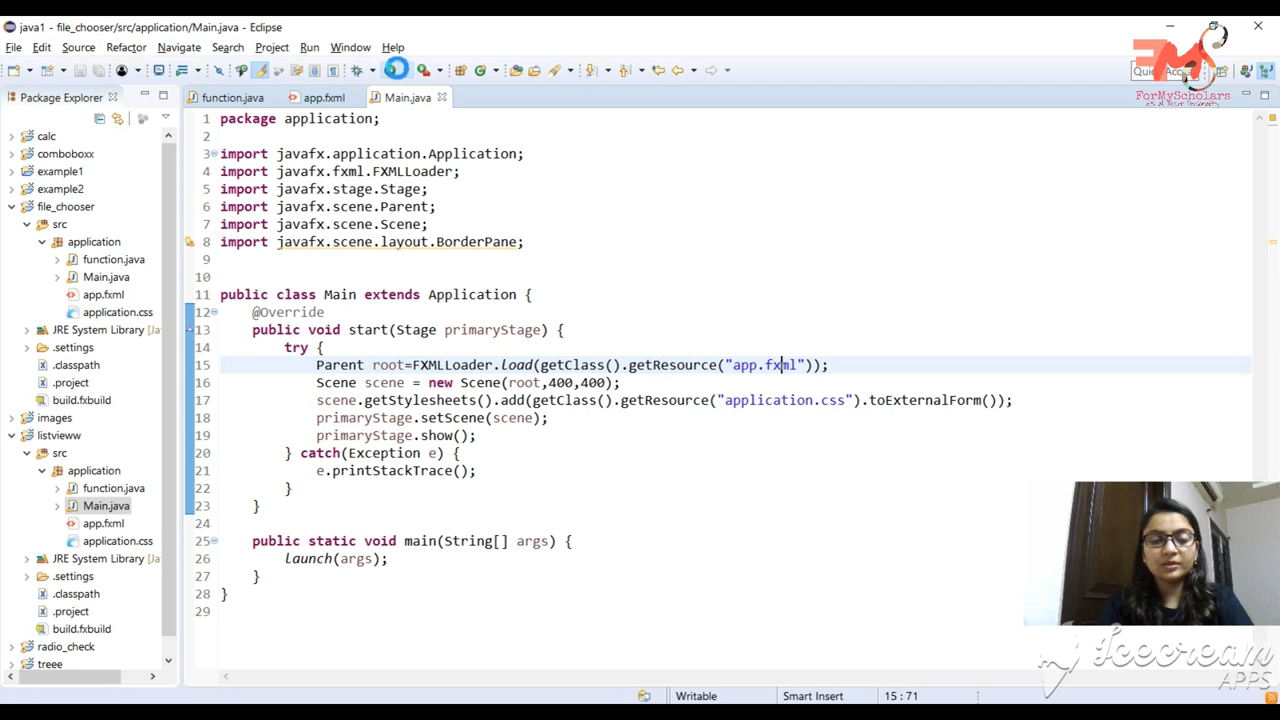 java1 - file_chooser/src/application/Main.java - Eclipse
File Edit Source Refactor Navigate Search Project Run Window Help
FMS
ForMyScholars
Package Explorer
function.java
app.fxml
Main.java
calc
comboboxx
example1
example2
file_chooser
src
application
function.java
Main.java
app.fxml
application.css
JRE System Library [Ja
.settings
.classpath
.project
build.fxbuild
images
listvieww
src
application
function.java
Main.java
app.fxml
application.css
JRE System Library [Ja
.settings
.classpath
.project
build.fxbuild
radio_check
treee
1 package application;
2
3 import javafx.application.Application;
4 import javafx.fxml.FXMLLoader;
5 import javafx.stage.Stage;
6 import javafx.scene.Parent;
7 import javafx.scene.Scene;
8 import javafx.scene.layout.BorderPane;
9
10
11 public class Main extends Application {
12 @Override
13 public void start(Stage primaryStage) {
14 try {
15 Parent root=FXMLLoader.load(getClass().getResource("app.fxml"));
16 Scene scene = new Scene(root,400,400);
17 scene.getStylesheets().add(getClass().getResource("application.css").toExternalForm());
18 primaryStage.setScene(scene);
19 primaryStage.show();
20 } catch(Exception e) {
21 e.printStackTrace();
22 }
23 }
24
25 public static void main(String[] args) {
26 launch(args);
27 }
28 }
29
Icecream
APPS
Writable Smart Insert 15 : 71